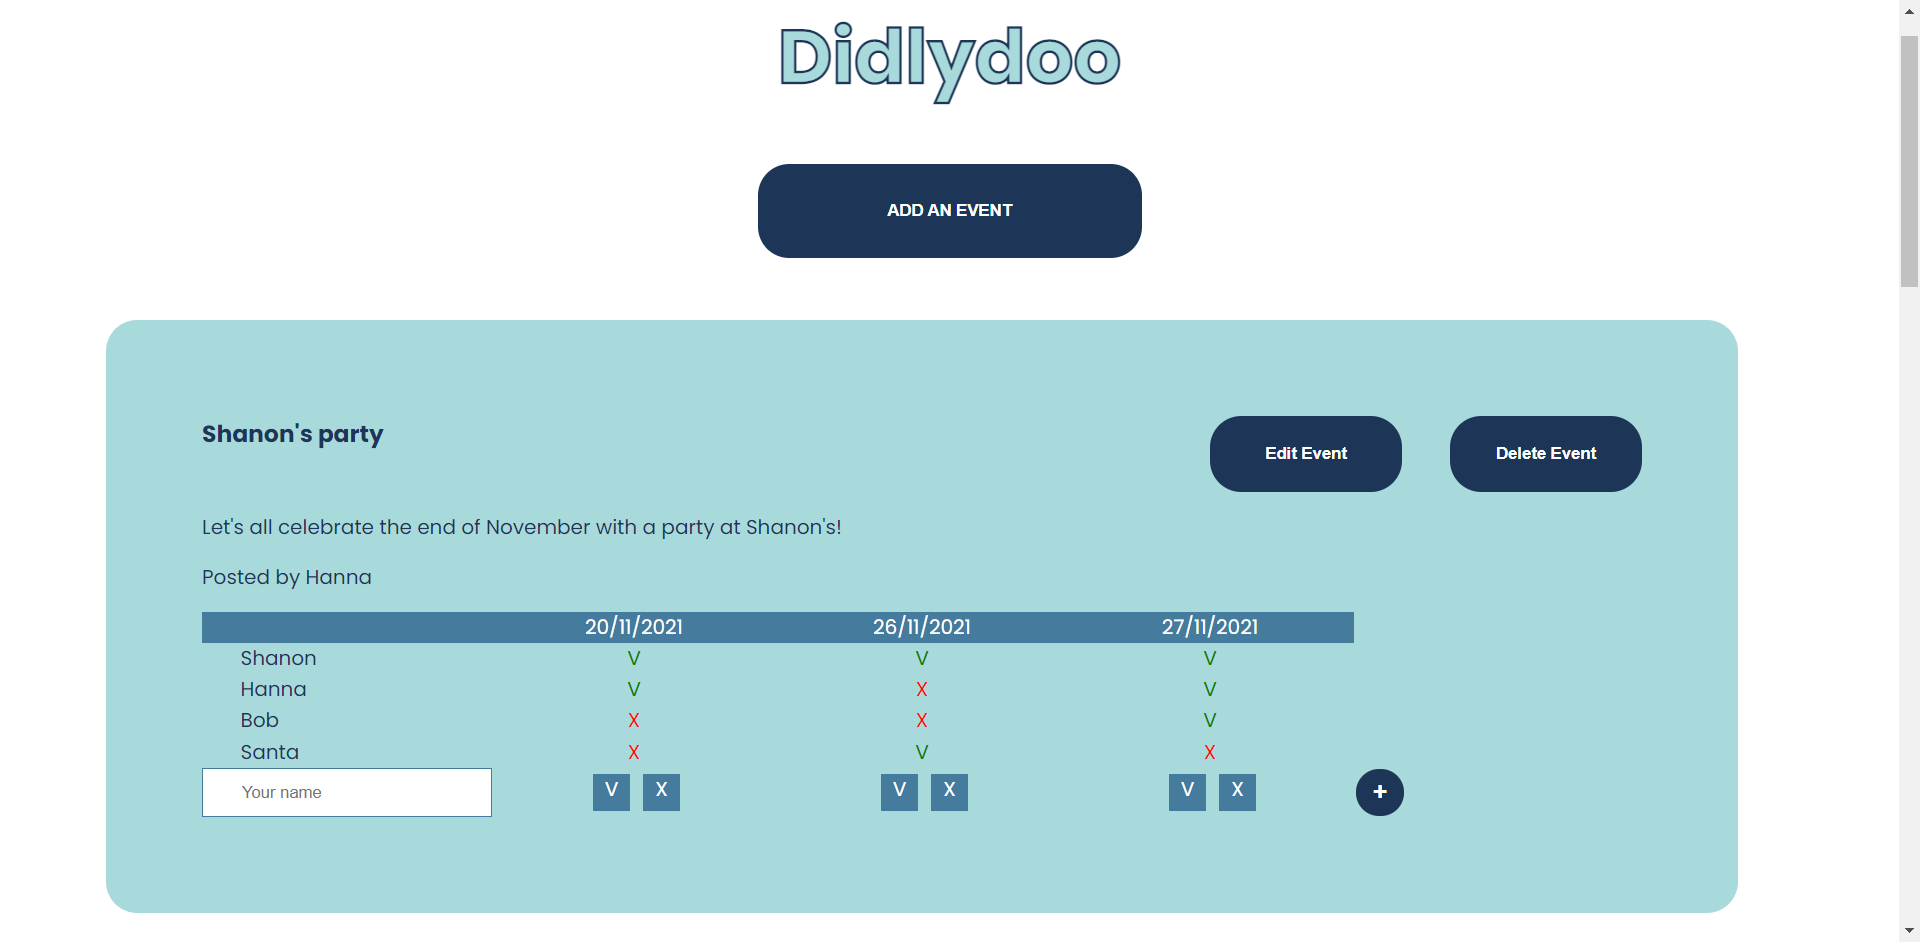 Didlydoo
ADD AN EVENT
Shanon's party
Edit Event
Delete Event
Let's all celebrate the end of November with a party at Shanon's!
Posted by Hanna
20/11/2021 26/11/2021 27/11/2021
Shanon V V V
Hanna V X V
Bob X X V
Santa X V X
Your name V X V X V X +